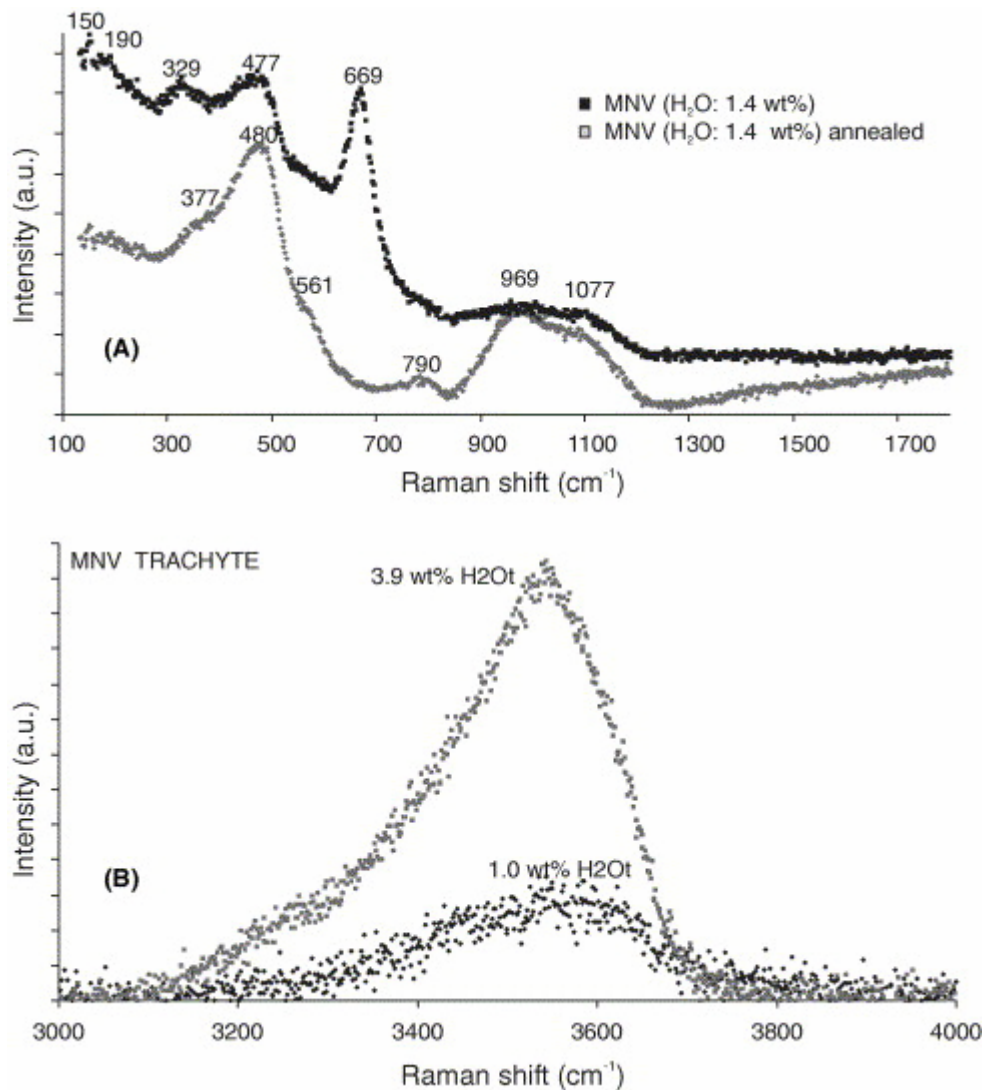 150
190
329
477
669
■ MNV (H₂O: 1.4 wt%)
■ MNV (H₂O: 1.4 wt%) annealed
480
377
561
969
1077
790
Intensity (a.u.)
(A)
100 300 500 700 900 1100 1300 1500 1700
Raman shift (cm⁻¹)
MNV TRACHYTE
3.9 wt% H2Ot
1.0 wt% H2Ot
Intensity (a.u.)
(B)
3000 3200 3400 3600 3800 4000
Raman shift (cm⁻¹)